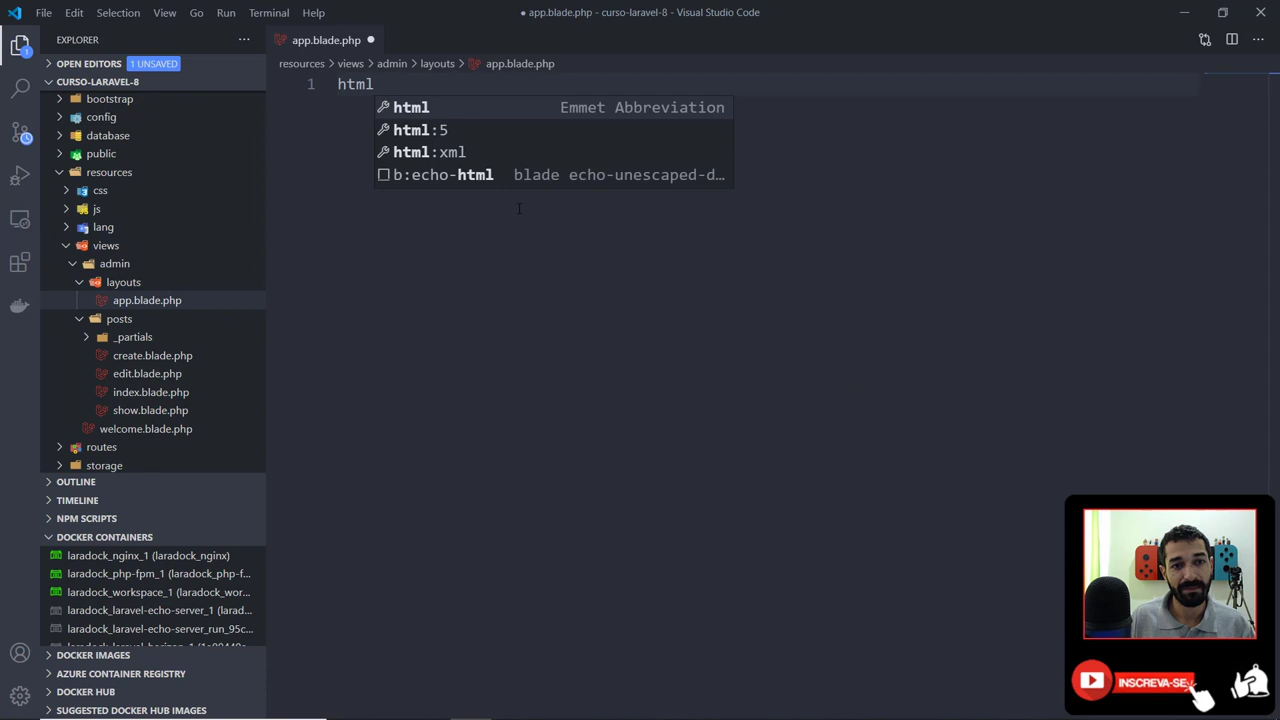 File Edit Selection View Go Run Terminal Help
● app.blade.php - curso-laravel-8 - Visual Studio Code
EXPLORER
OPEN EDITORS 1 UNSAVED
CURSO-LARAVEL-8
bootstrap
config
database
public
resources
css
js
lang
views
admin
layouts
app.blade.php
posts
_partials
create.blade.php
edit.blade.php
index.blade.php
show.blade.php
welcome.blade.php
routes
storage
OUTLINE
TIMELINE
NPM SCRIPTS
DOCKER CONTAINERS
laradock_nginx_1 (laradock_nginx)
laradock_php-fpm_1 (laradock_php-f...
laradock_workspace_1 (laradock_wor...
laradock_laravel-echo-server_1 (larad...
laradock_laravel-echo-server_run_95c...
DOCKER IMAGES
AZURE CONTAINER REGISTRY
DOCKER HUB
SUGGESTED DOCKER HUB IMAGES
app.blade.php
resources > views > admin > layouts > app.blade.php
1 html
html Emmet Abbreviation
html:5
html:xml
b:echo-html blade echo-unescaped-d...
INSCREVA-SE
1